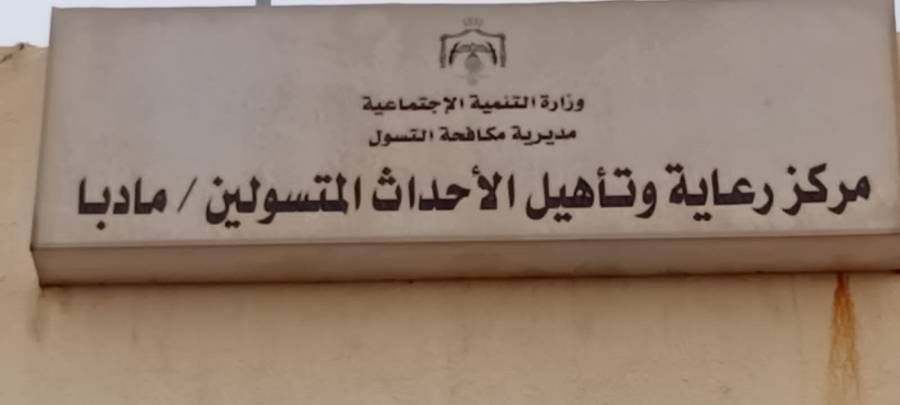 وزارة التنمية الإجتماعية
مديرية مكافحة التسول
مركز رعاية وتأهيل الأحداث المتسولين / مادبا